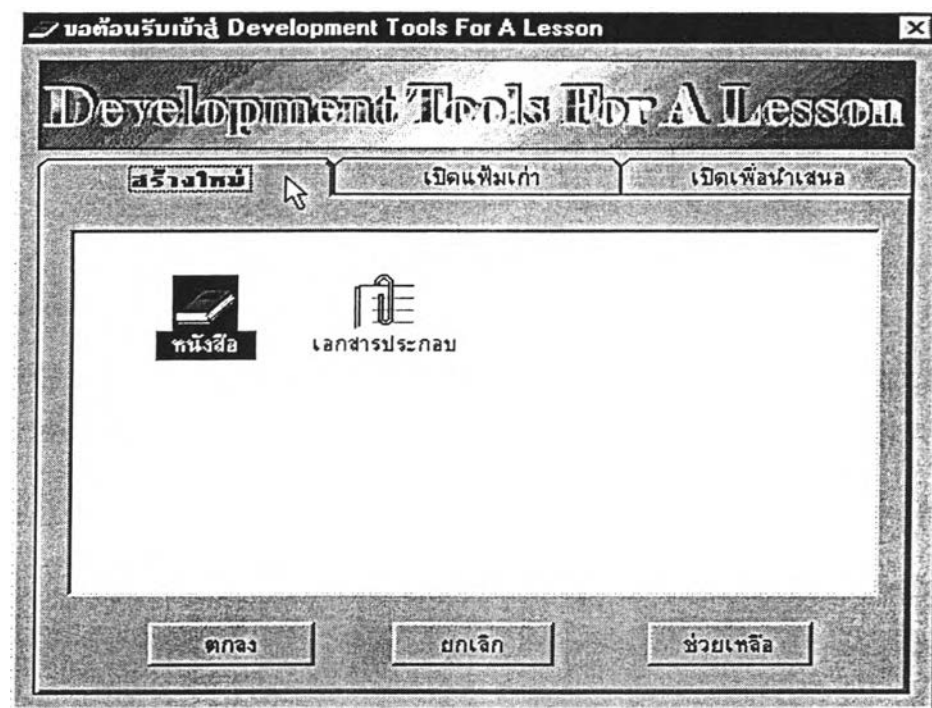 ขอต้อนรับเข้าสู่ Development Tools For A Lesson
Development Tools For A Lesson
สร้างใหม่ เปิดแฟ้มเก่า เปิดเพื่อนำเสนอ
หนังสือ เอกสารประกอบ
ตกลง ยกเลิก ช่วยเหลือ